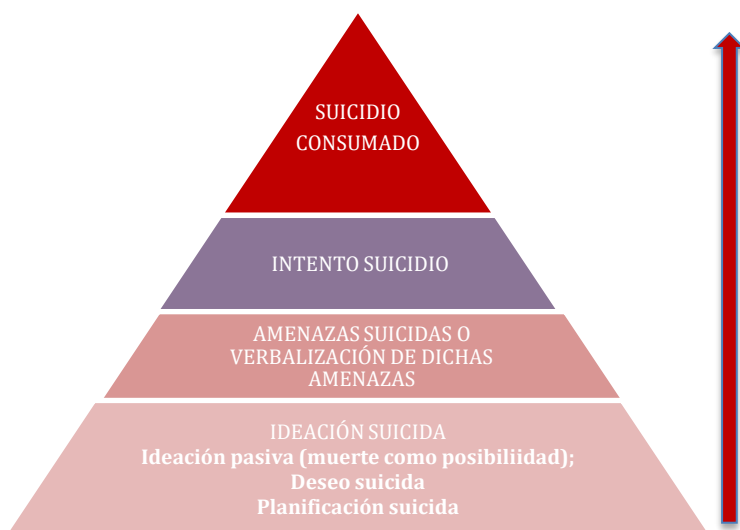 SUICIDIO
CONSUMADO
INTENTO SUICIDIO
AMENAZAS SUICIDAS O
VERBALIZACIÓN DE DICHAS
AMENAZAS
IDEACIÓN SUICIDA
Ideación pasiva (muerte como posibiliidad);
Deseo suicida
Planificación suicida